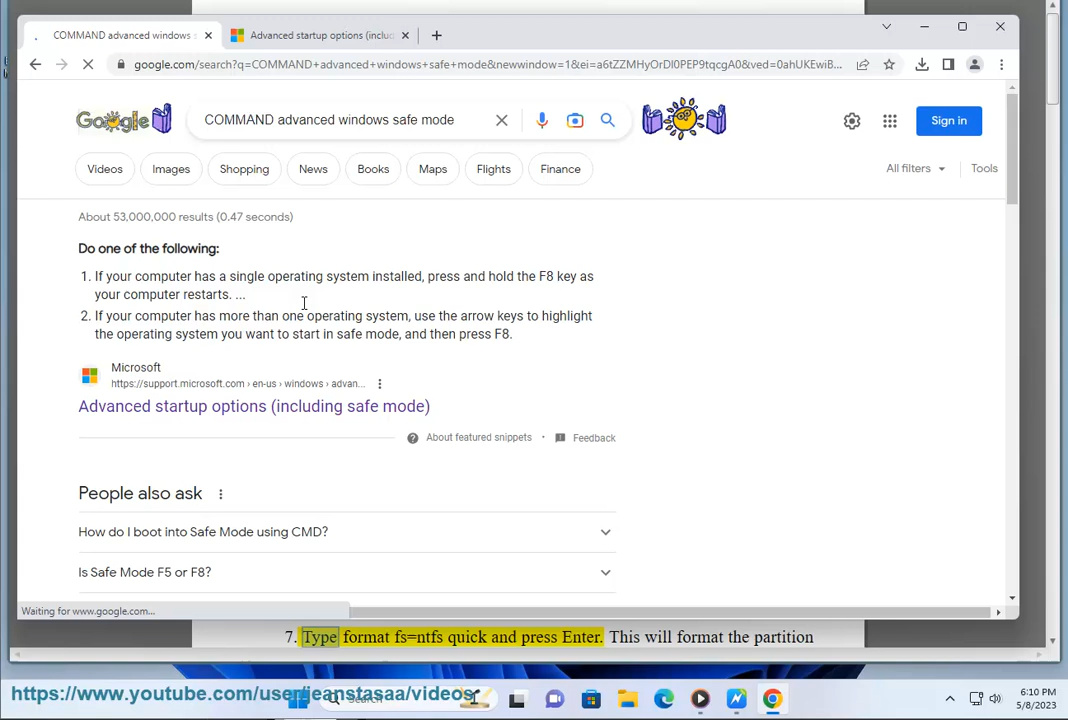 COMMAND advanced windows s
Advanced startup options (includ
google.com/search?q=COMMAND+advanced+windows+safe+mode&newwindow=1&ei=a6tZZMHyOrDl0PEP9tqcgA0&ved=0ahUKEwiB...
Google
COMMAND advanced windows safe mode
Sign in
Videos
Images
Shopping
News
Books
Maps
Flights
Finance
All filters
Tools
About 53,000,000 results (0.47 seconds)
Do one of the following:
1. If your computer has a single operating system installed, press and hold the F8 key as
your computer restarts. ...
2. If your computer has more than one operating system, use the arrow keys to highlight
the operating system you want to start in safe mode, and then press F8.
Microsoft
https://support.microsoft.com › en-us › windows › advan...
Advanced startup options (including safe mode)
About featured snippets
•
Feedback
People also ask
How do I boot into Safe Mode using CMD?
Is Safe Mode F5 or F8?
Waiting for www.google.com...
7. Type format fs=ntfs quick and press Enter. This will format the partition
https://www.youtube.com/user/jeanstasaa/videos
Search
6:10 PM
5/8/2023